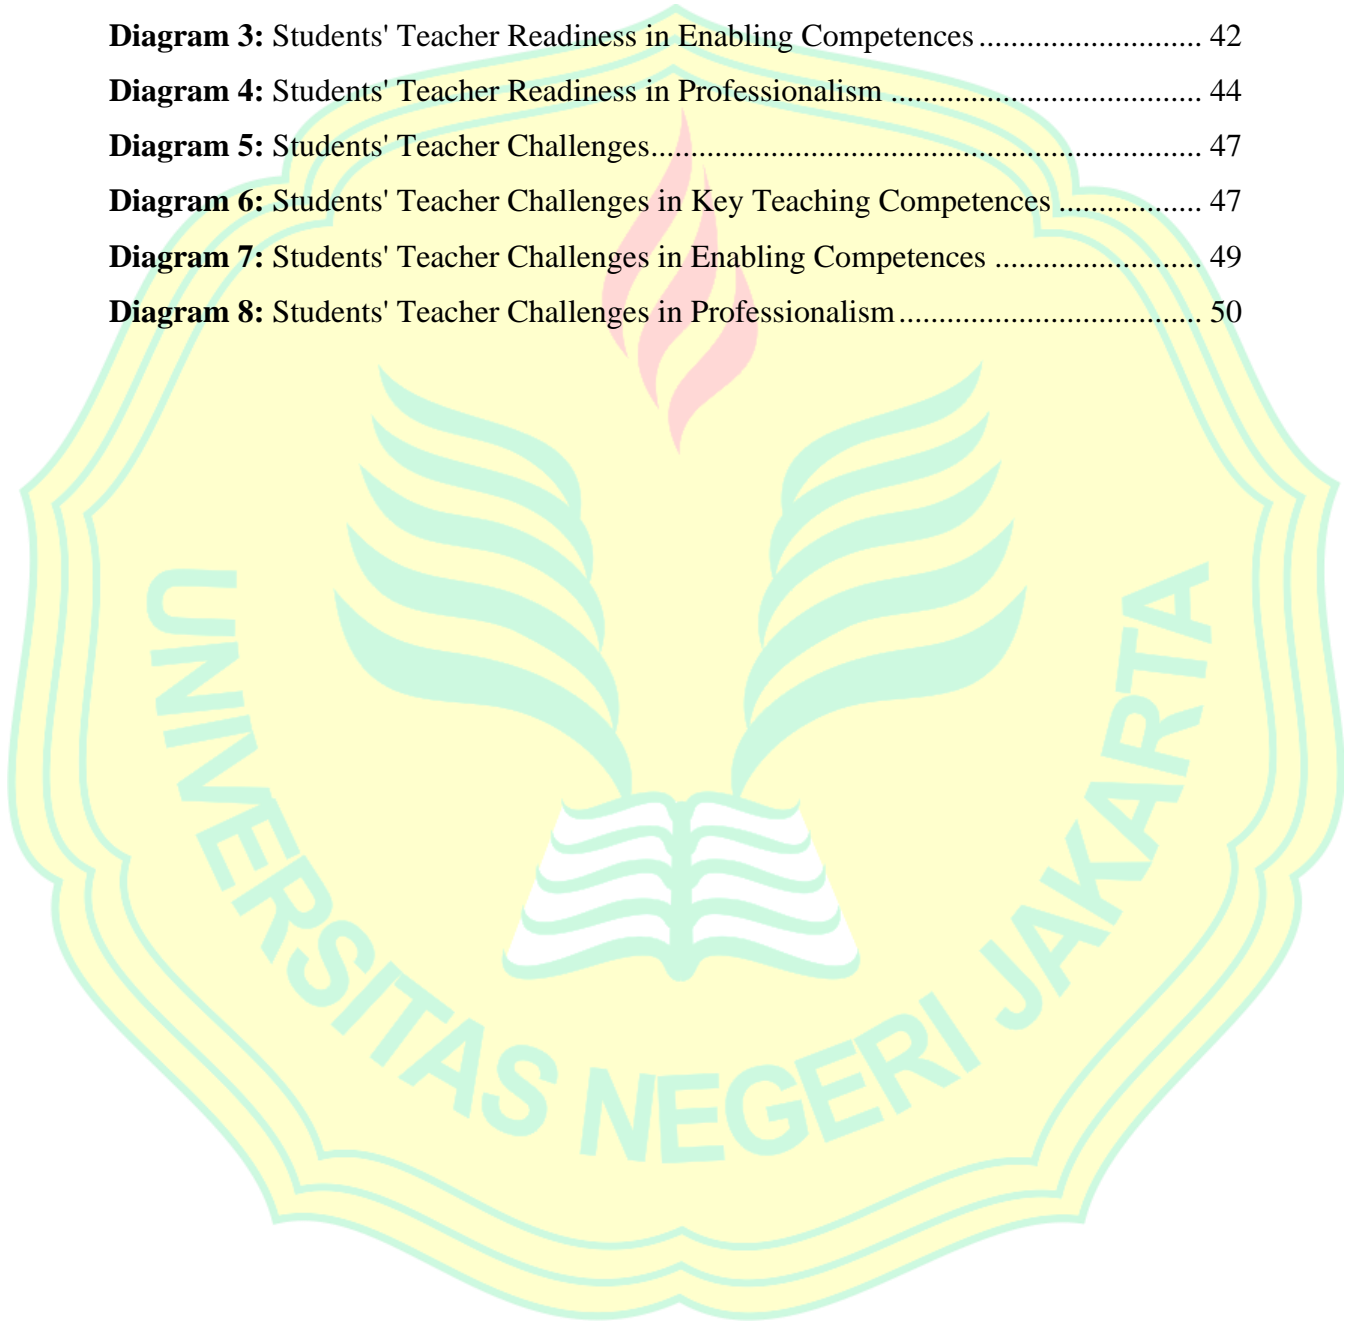 Diagram 3: Students' Teacher Readiness in Enabling Competences ........................... 42
Diagram 4: Students' Teacher Readiness in Professionalism ..................................... 44
Diagram 5: Students' Teacher Challenges.................................................................. 47
Diagram 6: Students' Teacher Challenges in Key Teaching Competences ................. 47
Diagram 7: Students' Teacher Challenges in Enabling Competences ......................... 49
Diagram 8: Students' Teacher Challenges in Professionalism.................................... 50
UNIVERSITAS NEGERI JAKARTA